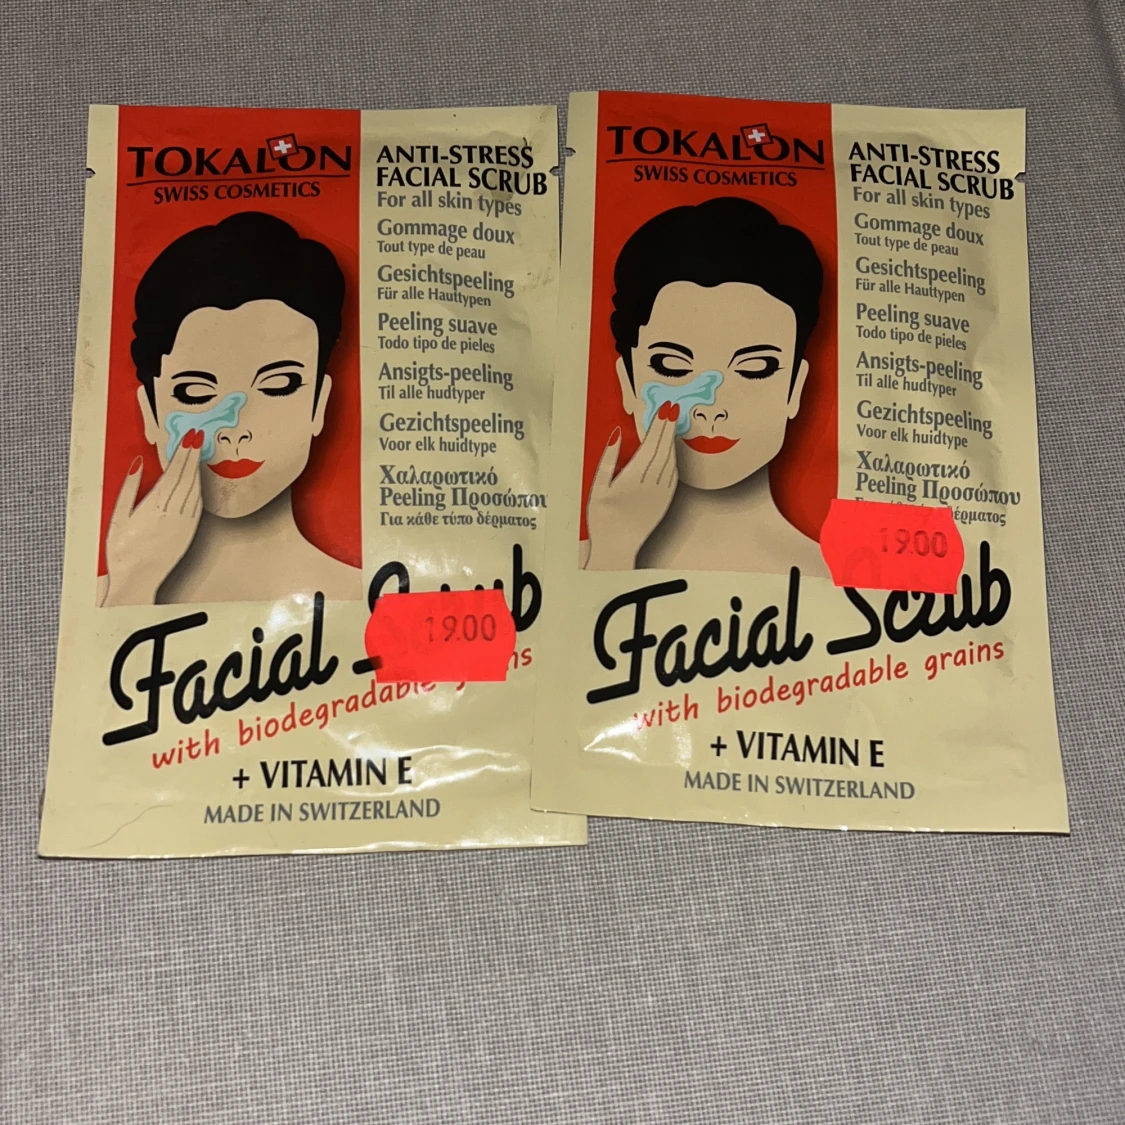 TOKALON
SWISS COSMETICS
ANTI-STRESS
FACIAL SCRUB
For all skin types
Gommage doux
Tout type de peau
Gesichtspeeling
Für alle Hauttypen
Peeling suave
Todo tipo de pieles
Ansigts-peeling
Til alle hudtyper
Gezichtspeeling
Voor elk huidtype
Χαλαρωτικό
Peeling Προσώπου
Για κάθε τύπο δέρματος
19.00
Facial Scrub
with biodegradable
+ VITAMIN E
MADE IN SWITZERLAND
TOKALON
SWISS COSMETICS
ANTI-STRESS
FACIAL SCRUB
For all skin types
Gommage doux
Tout type de peau
Gesichtspeeling
Für alle Hauttypen
Peeling suave
Todo tipo de pieles
Ansigts-peeling
Til alle hudtyper
Gezichtspeeling
Voor elk huidtype
Χαλαρωτικό
Peeling Προσώπου
δέρματος
19.00
Facial Scrub
with biodegradable grains
+ VITAMIN E
MADE IN SWITZERLAND